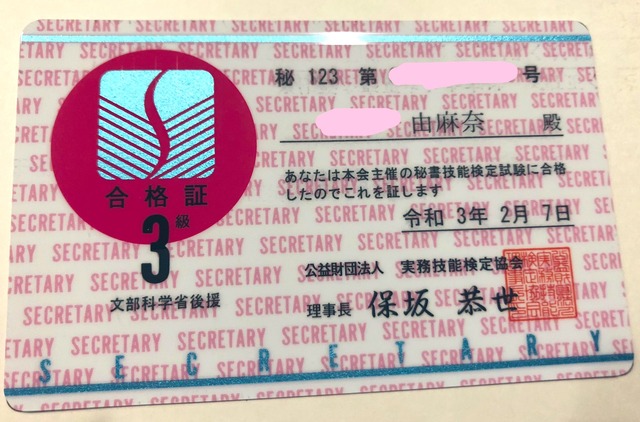 秘 123 第 号
由麻奈 殿
あなたは本会主催の秘書技能検定試験に合格
したのでこれを証します
令和 3年 2月 7日
公益財団法人 実務技能検定協会
理事長 保坂 恭世
合格証
3級
文部科学省後援
SECRETARY